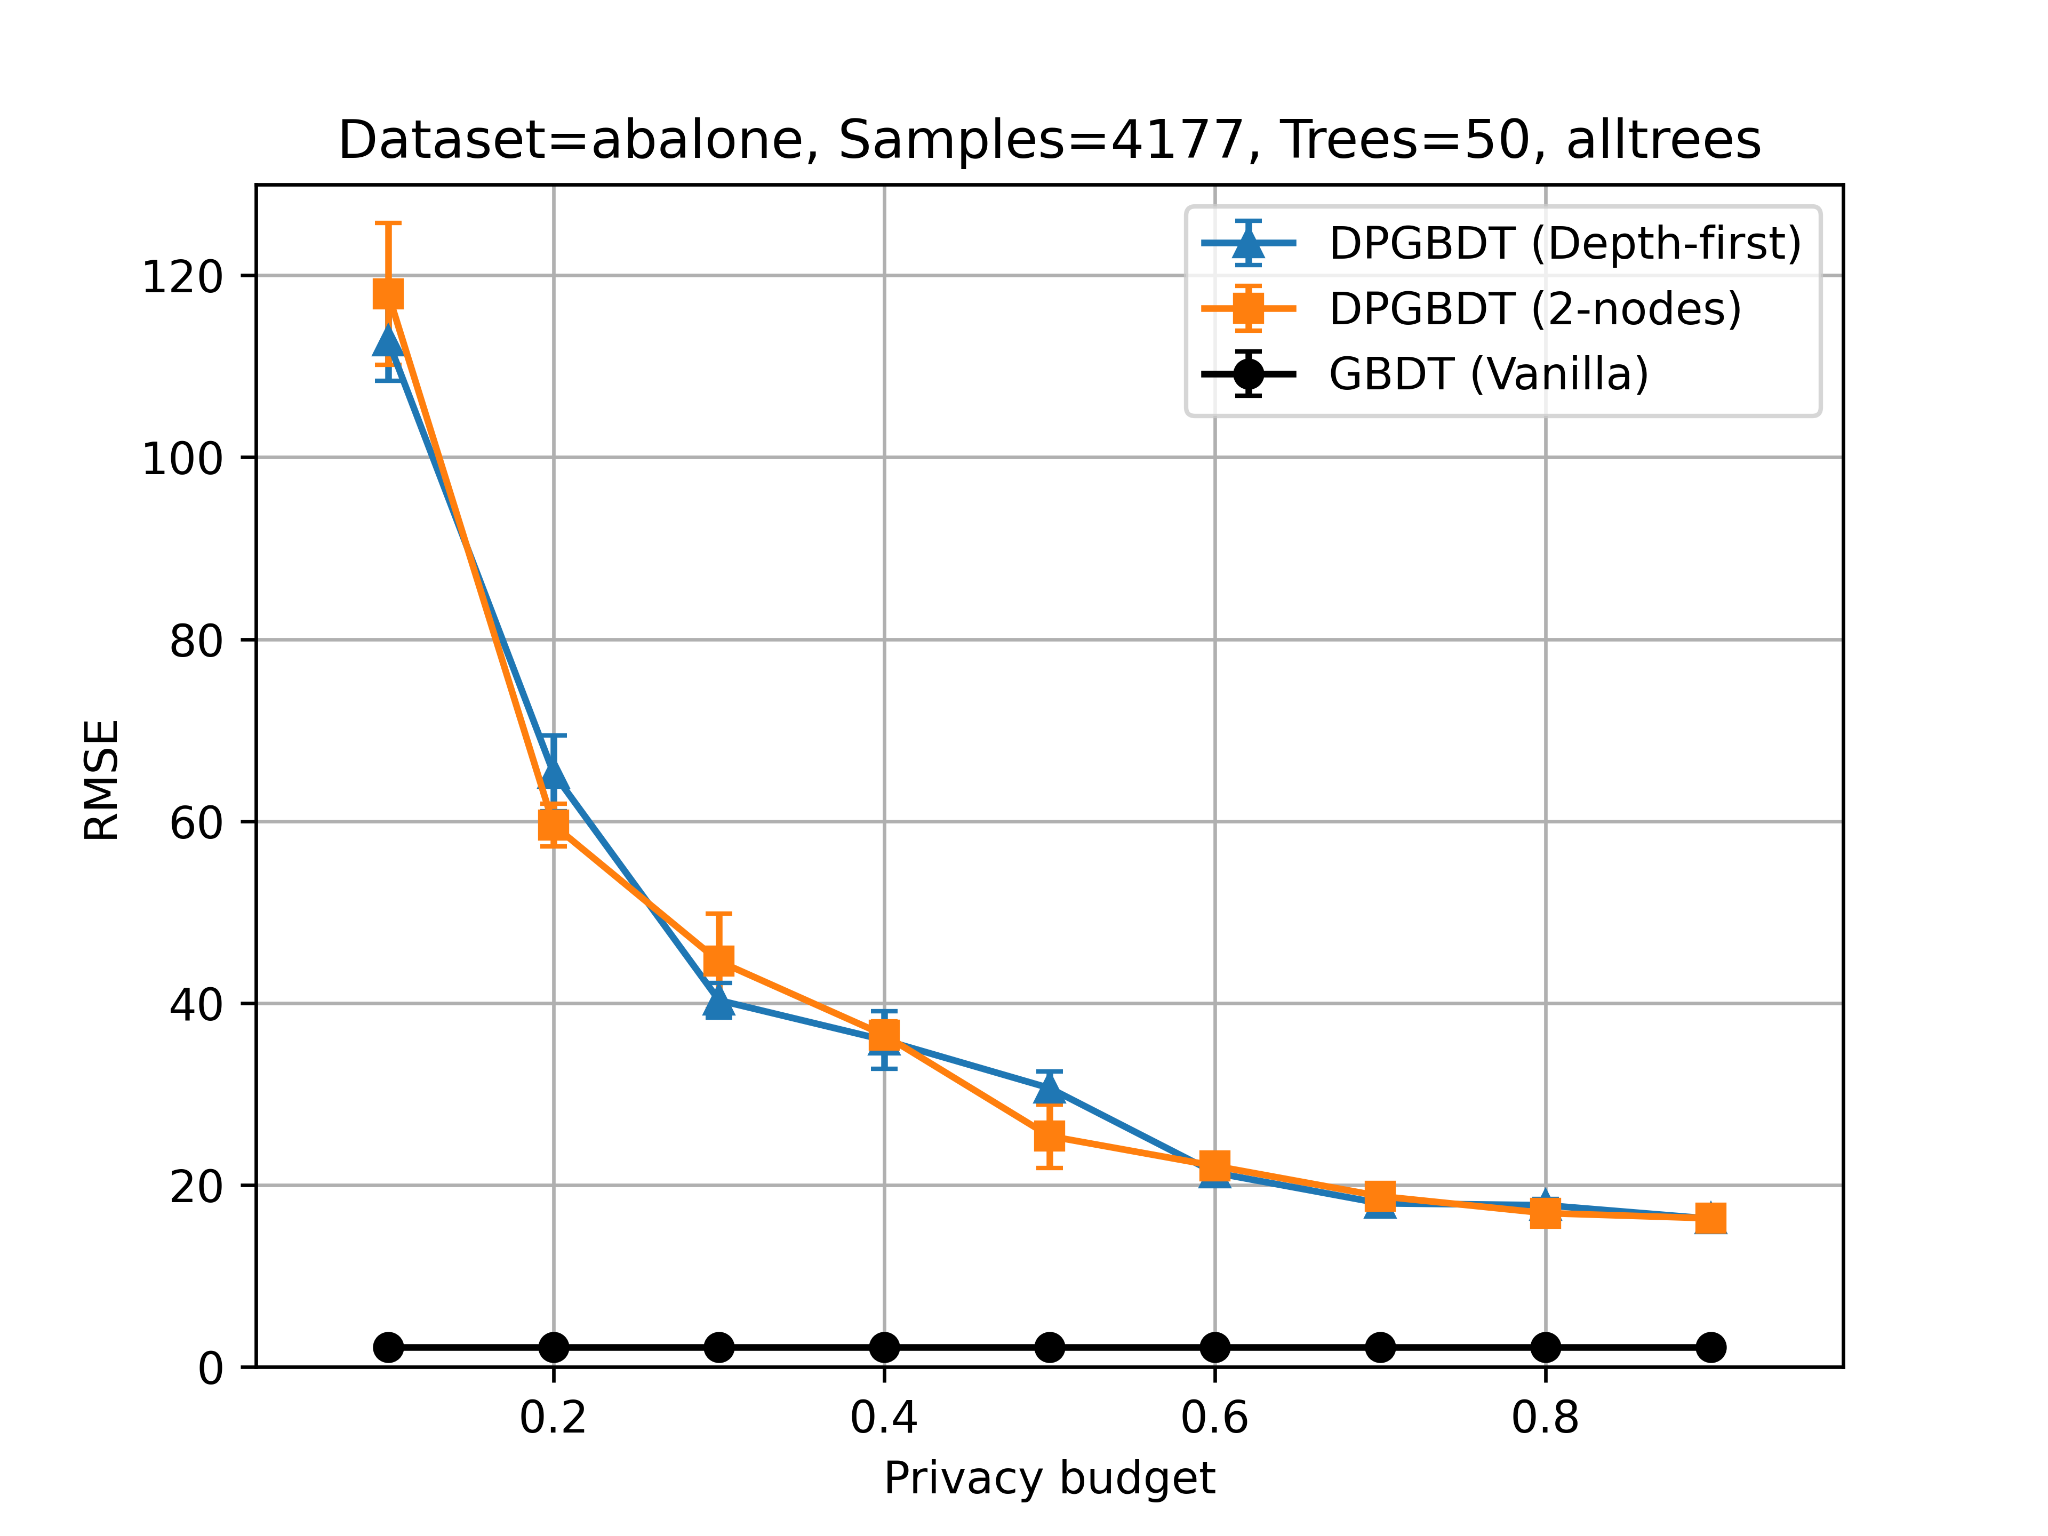 Dataset=abalone, Samples=4177, Trees=50, alltrees
DPGBDT (Depth-first)
DPGBDT (2-nodes)
GBDT (Vanilla)
120
100
80
60
40
20
0
RMSE
0.2 0.4 0.6 0.8
Privacy budget